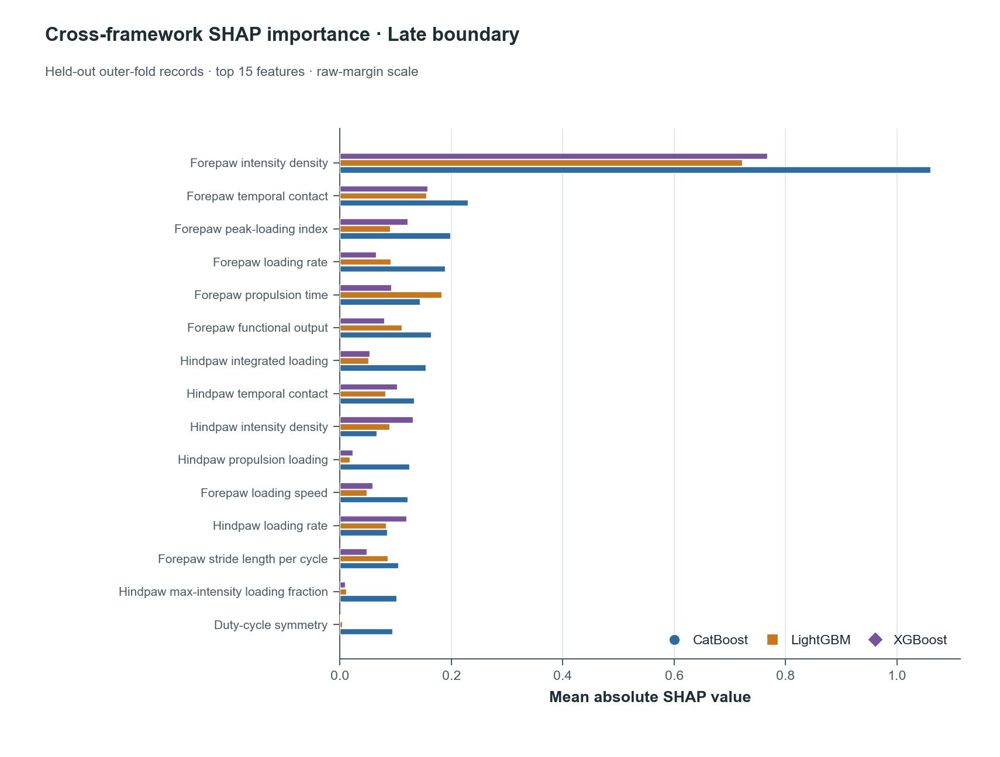 Cross-framework SHAP importance · Late boundary
Held-out outer-fold records · top 15 features · raw-margin scale
Forepaw intensity density
Forepaw temporal contact
Forepaw peak-loading index
Forepaw loading rate
Forepaw propulsion time
Forepaw functional output
Hindpaw integrated loading
Hindpaw temporal contact
Hindpaw intensity density
Hindpaw propulsion loading
Forepaw loading speed
Hindpaw loading rate
Forepaw stride length per cycle
Hindpaw max-intensity loading fraction
Duty-cycle symmetry
CatBoost LightGBM XGBoost
0.0 0.2 0.4 0.6 0.8 1.0
Mean absolute SHAP value